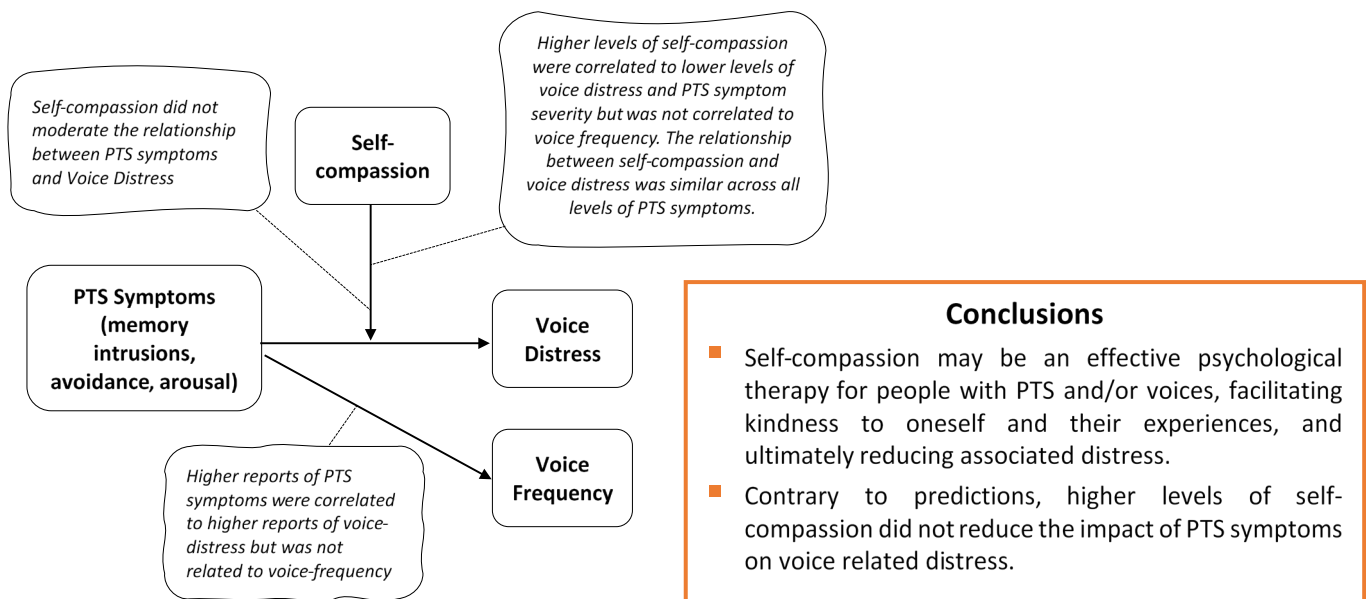 Self-compassion did not
moderate the relationship
between PTS symptoms
and Voice Distress
Self-
compassion
Higher levels of self-compassion
were correlated to lower levels of
voice distress and PTS symptom
severity but was not correlated to
voice frequency. The relationship
between self-compassion and
voice distress was similar across all
levels of PTS symptoms.
PTS Symptoms
(memory
intrusions,
avoidance, arousal)
Voice
Distress
Voice
Frequency
Higher reports of PTS
symptoms were correlated
to higher reports of voice-
distress but was not
related to voice-frequency
Conclusions
Self-compassion may be an effective psychological
therapy for people with PTS and/or voices, facilitating
kindness to oneself and their experiences, and
ultimately reducing associated distress.
Contrary to predictions, higher levels of self-
compassion did not reduce the impact of PTS symptoms
on voice related distress.